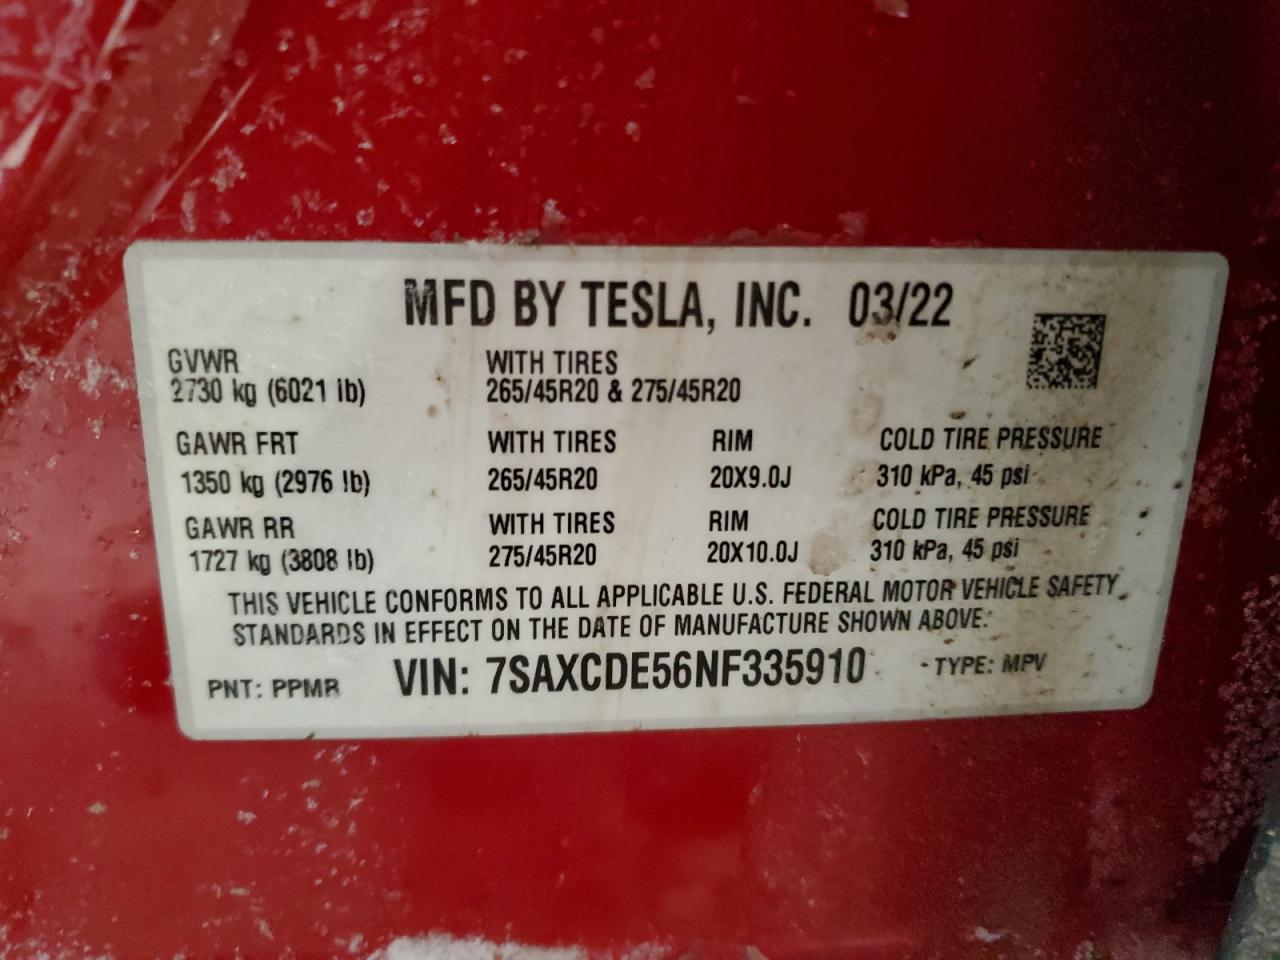 MFD BY TESLA, INC. 03/22
GVWR WITH TIRES
2730 kg (6021 lb) 265/45R20 & 275/45R20
GAWR FRT WITH TIRES RIM COLD TIRE PRESSURE
1350 kg (2976 lb) 265/45R20 20X9.0J 310 kPa, 45 psi
GAWR RR WITH TIRES RIM COLD TIRE PRESSURE
1727 kg (3808 lb) 275/45R20 20X10.0J 310 kPa, 45 psi
THIS VEHICLE CONFORMS TO ALL APPLICABLE U.S. FEDERAL MOTOR VEHICLE SAFETY
STANDARDS IN EFFECT ON THE DATE OF MANUFACTURE SHOWN ABOVE.
PNT: PPMR VIN: 7SAXCDE56NF335910 TYPE: MPV